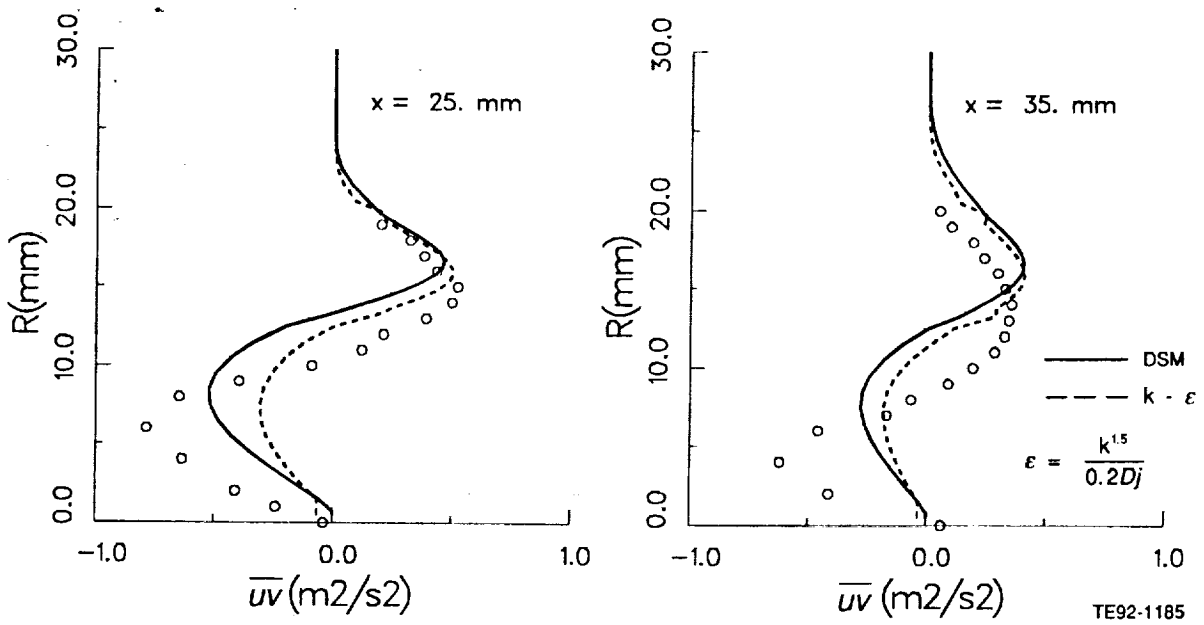 30.0
20.0
10.0
0.0
R(mm)
x = 25. mm
-1.0
0.0
1.0
uv (m2/s2)
30.0
20.0
10.0
0.0
R(mm)
x = 35. mm
DSM
k - ε
ε = k^1.5 / 0.2Dj
-1.0
0.0
1.0
uv (m2/s2)
TE92-1185